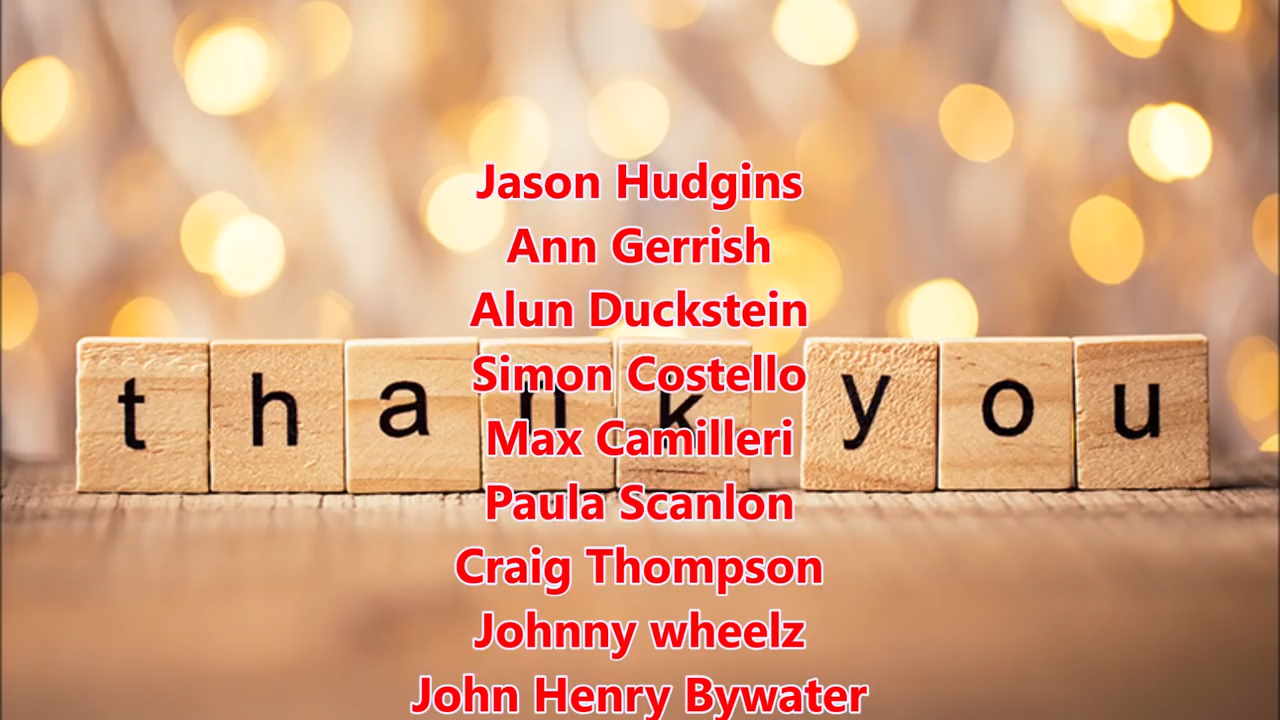 Jason Hudgins
Ann Gerrish
Alun Duckstein
thank you
Simon Costello
Max Camilleri
Paula Scanlon
Craig Thompson
Johnny wheelz
John Henry Bywater